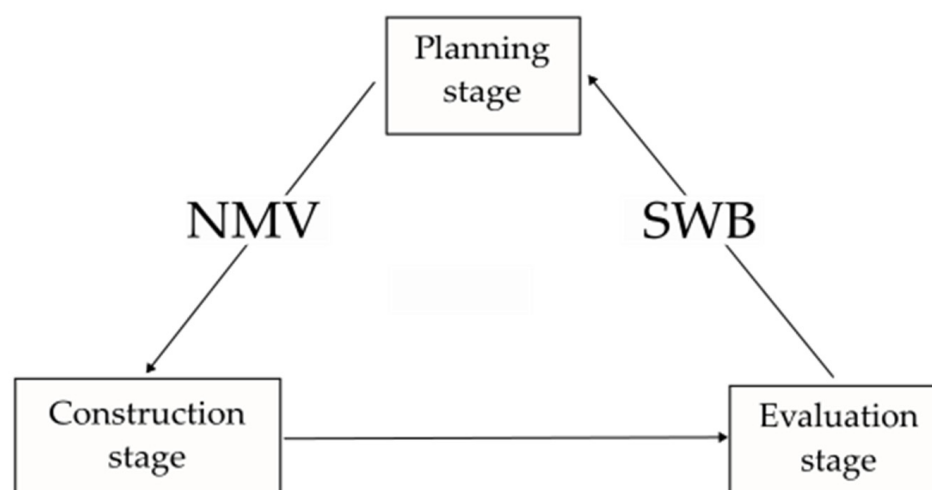 Planning
stage
NMV
SWB
Construction
stage
Evaluation
stage